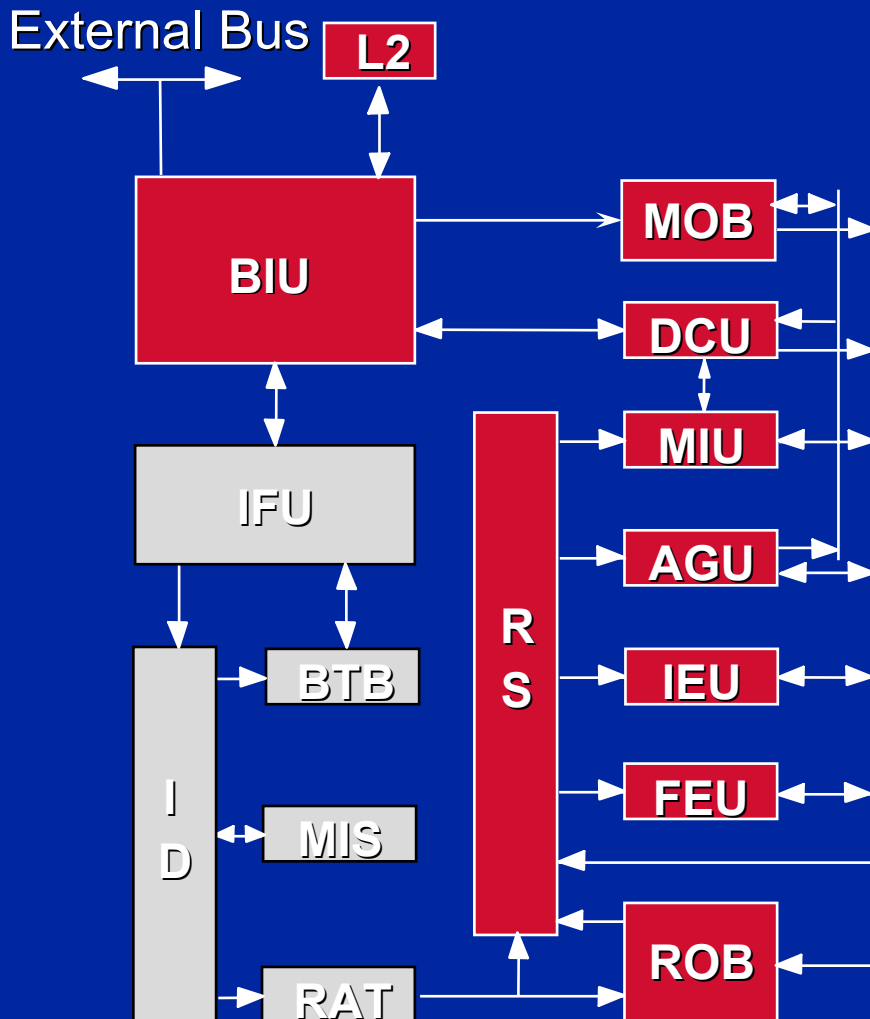 External Bus
L2
BIU
MOB
DCU
MIU
IFU
AGU
R
S
BTB
IEU
I
D
MIS
FEU
RAT
ROB